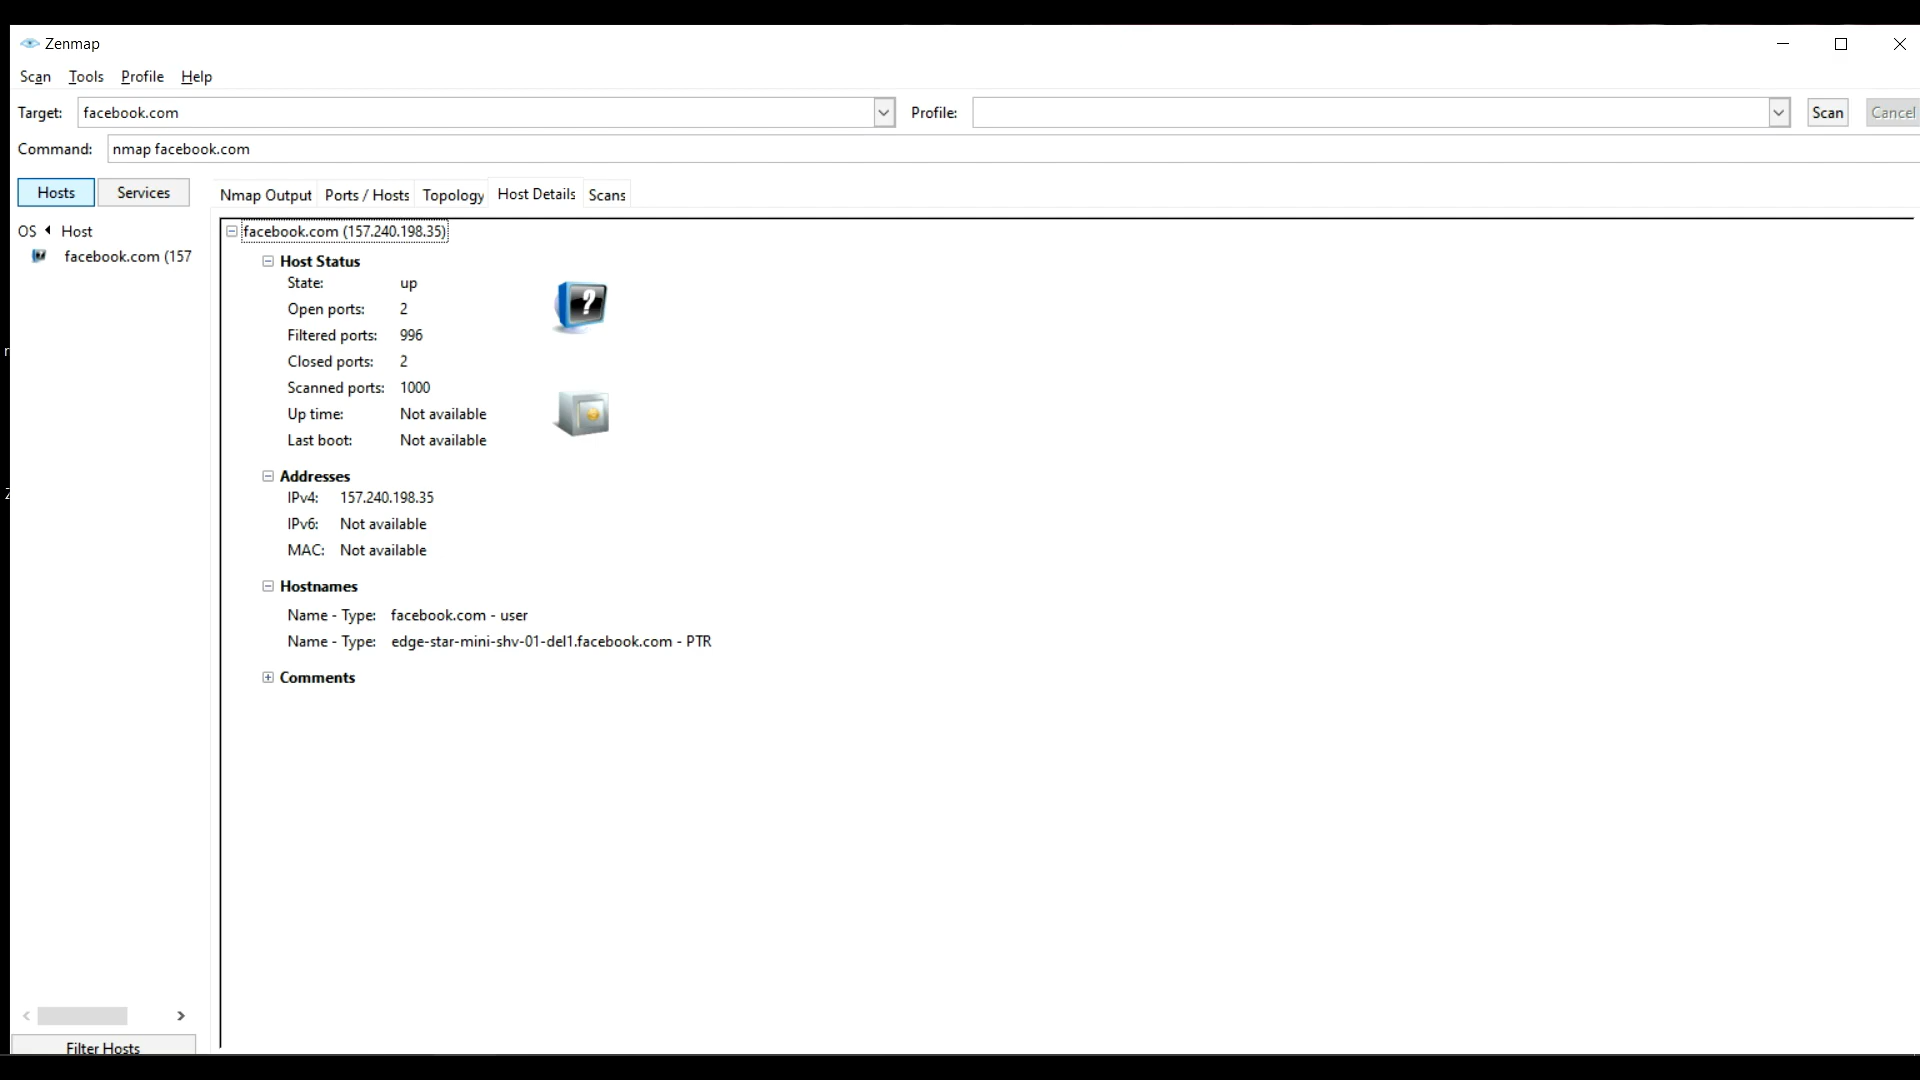 Zenmap
Scan Tools Profile Help
Target: facebook.com Profile: Scan Cancel
Command: nmap facebook.com
Hosts Services Nmap Output Ports / Hosts Topology Host Details Scans
OS Host
facebook.com (157
facebook.com (157.240.198.35)
Host Status
State: up
Open ports: 2
Filtered ports: 996
Closed ports: 2
Scanned ports: 1000
Up time: Not available
Last boot: Not available
Addresses
IPv4: 157.240.198.35
IPv6: Not available
MAC: Not available
Hostnames
Name - Type: facebook.com - user
Name - Type: edge-star-mini-shv-01-del1.facebook.com - PTR
Comments
Filter Hosts